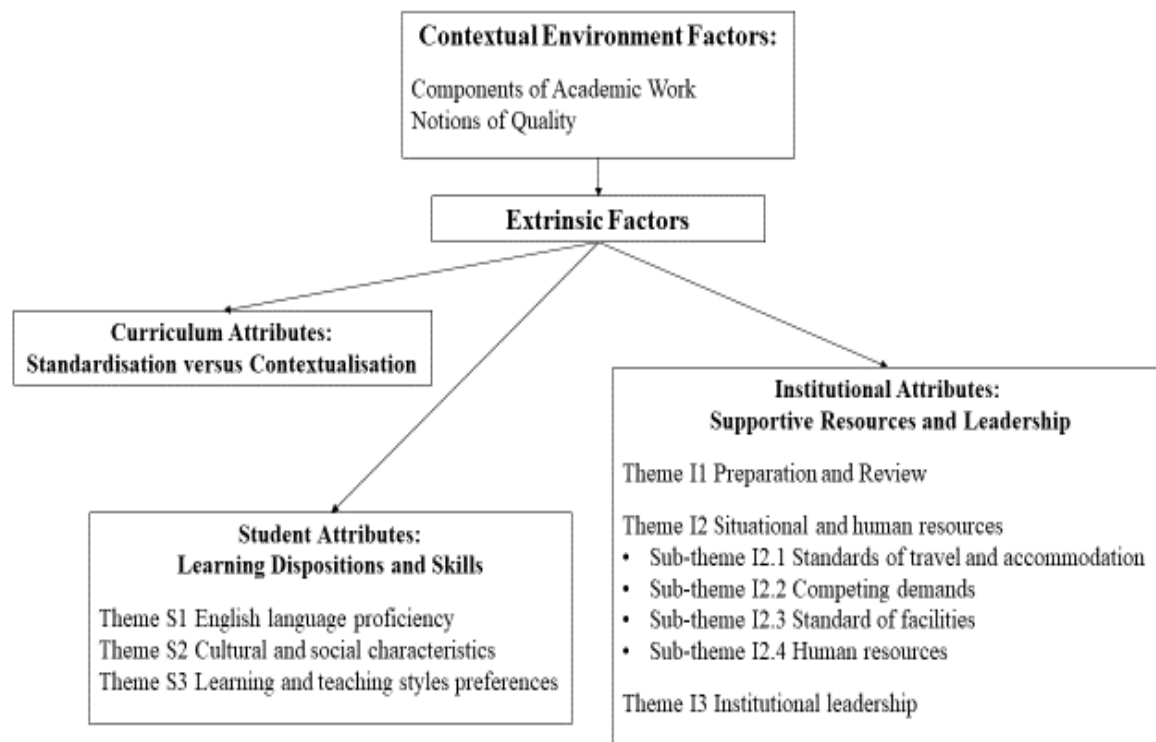 Contextual Environment Factors:
Components of Academic Work
Notions of Quality
Extrinsic Factors
Curriculum Attributes:
Standardisation versus Contextualisation
Student Attributes:
Learning Dispositions and Skills
Theme S1 English language proficiency
Theme S2 Cultural and social characteristics
Theme S3 Learning and teaching styles preferences
Institutional Attributes:
Supportive Resources and Leadership
Theme I1 Preparation and Review
Theme I2 Situational and human resources
• Sub-theme I2.1 Standards of travel and accommodation
• Sub-theme I2.2 Competing demands
• Sub-theme I2.3 Standard of facilities
• Sub-theme I2.4 Human resources
Theme I3 Institutional leadership